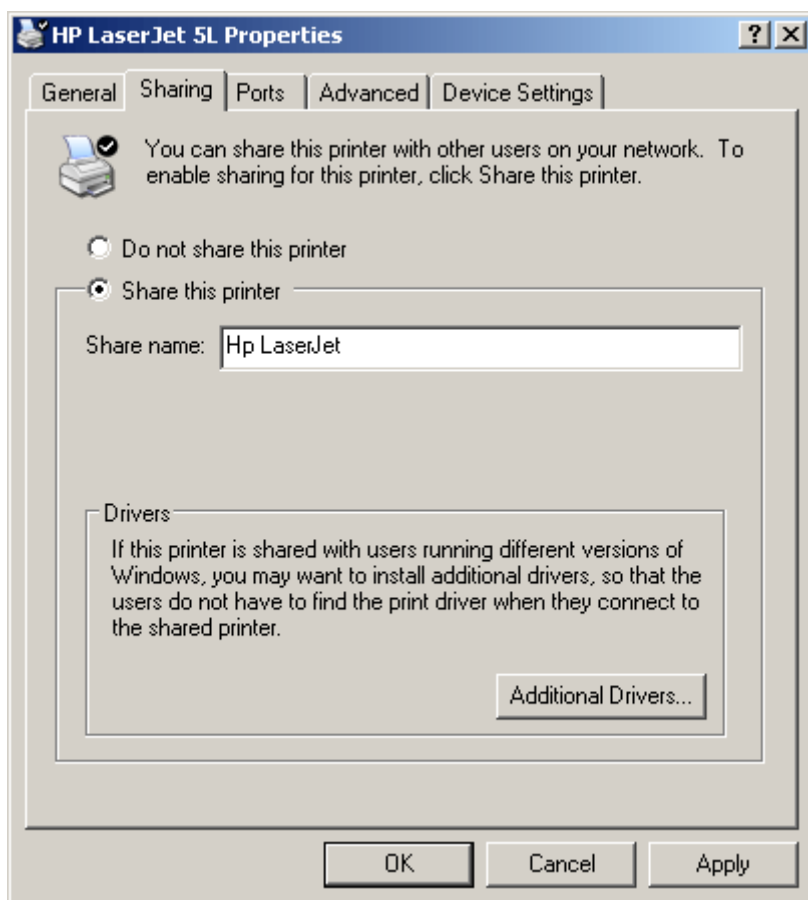 HP LaserJet 5L Properties
General Sharing Ports Advanced Device Settings
You can share this printer with other users on your network. To
enable sharing for this printer, click Share this printer.
Do not share this printer
Share this printer
Share name: Hp LaserJet
Drivers
If this printer is shared with users running different versions of
Windows, you may want to install additional drivers, so that the
users do not have to find the print driver when they connect to
the shared printer.
Additional Drivers...
OK Cancel Apply